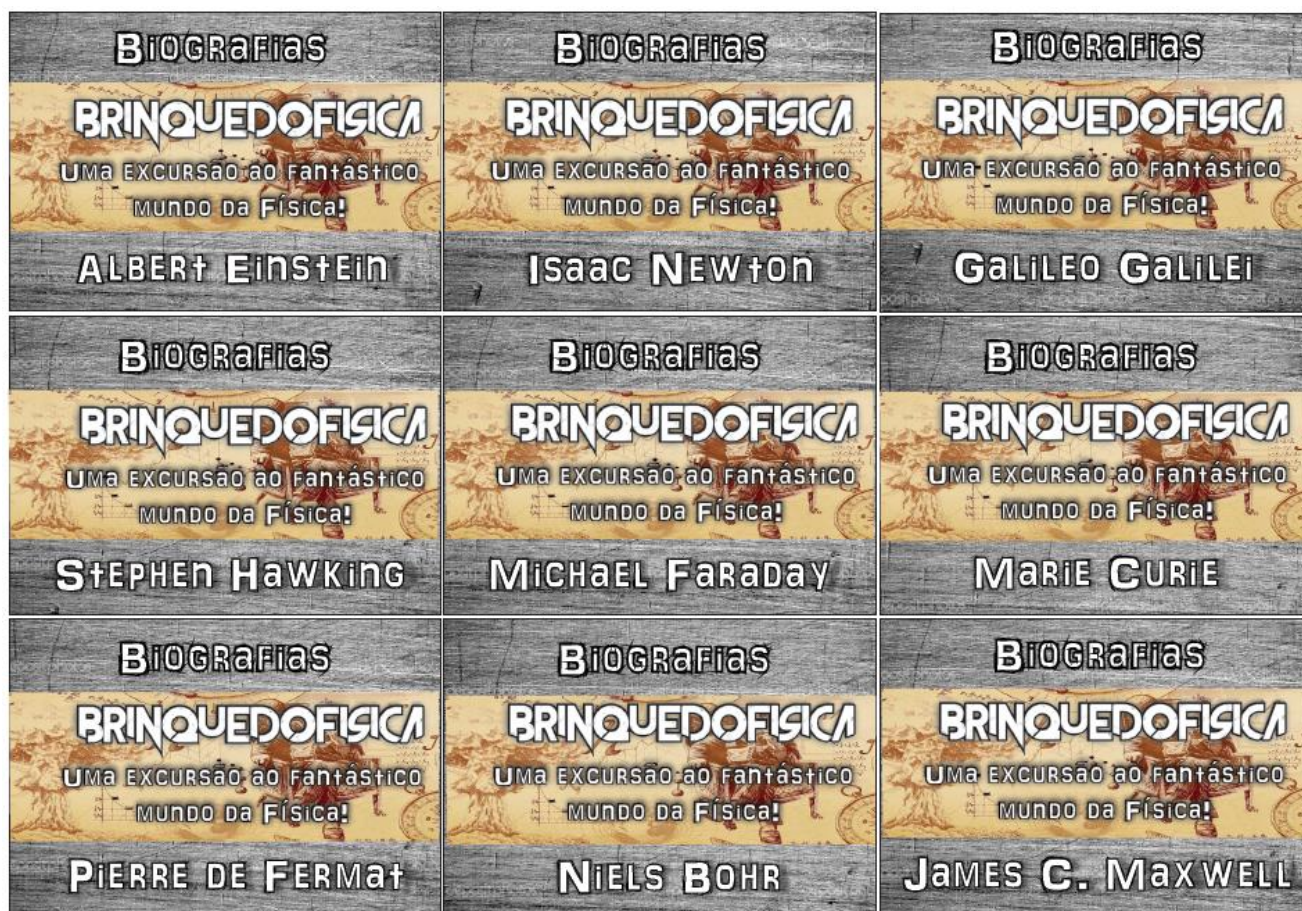 Biografias
BRINQUEDOFISICA
Uma excursão ao fantástico
mundo da Física!
Albert Einstein
Biografias
BRINQUEDOFISICA
Uma excursão ao fantástico
mundo da Física!
Isaac Newton
Biografias
BRINQUEDOFISICA
Uma excursão ao fantástico
mundo da Física!
Galileo Galilei
Biografias
BRINQUEDOFISICA
Uma excursão ao fantástico
mundo da Física!
Stephen Hawking
Biografias
BRINQUEDOFISICA
Uma excursão ao fantástico
mundo da Física!
Michael Faraday
Biografias
BRINQUEDOFISICA
Uma excursão ao fantástico
mundo da Física!
Marie Curie
Biografias
BRINQUEDOFISICA
Uma excursão ao fantástico
mundo da Física!
Pierre de Fermat
Biografias
BRINQUEDOFISICA
Uma excursão ao fantástico
mundo da Física!
Niels Bohr
Biografias
BRINQUEDOFISICA
Uma excursão ao fantástico
mundo da Física!
James C. Maxwell